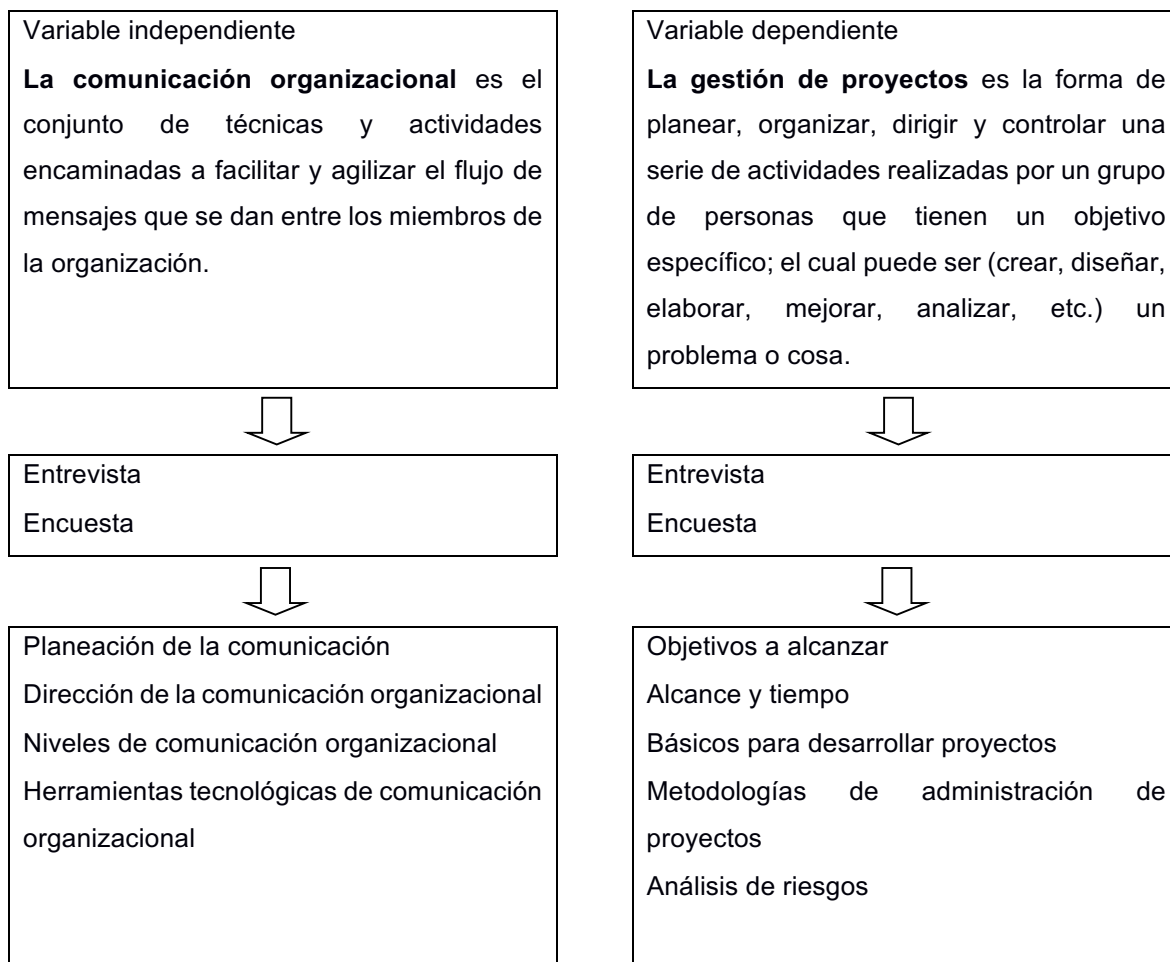 Variable independiente
La comunicación organizacional es el
conjunto de técnicas y actividades
encaminadas a facilitar y agilizar el flujo de
mensajes que se dan entre los miembros de
la organización.
Variable dependiente
La gestión de proyectos es la forma de
planear, organizar, dirigir y controlar una
serie de actividades realizadas por un grupo
de personas que tienen un objetivo
específico; el cual puede ser (crear, diseñar,
elaborar, mejorar, analizar, etc.) un
problema o cosa.
Entrevista
Encuesta
Entrevista
Encuesta
Planeación de la comunicación
Dirección de la comunicación organizacional
Niveles de comunicación organizacional
Herramientas tecnológicas de comunicación
organizacional
Objetivos a alcanzar
Alcance y tiempo
Básicos para desarrollar proyectos
Metodologías de administración de
proyectos
Análisis de riesgos